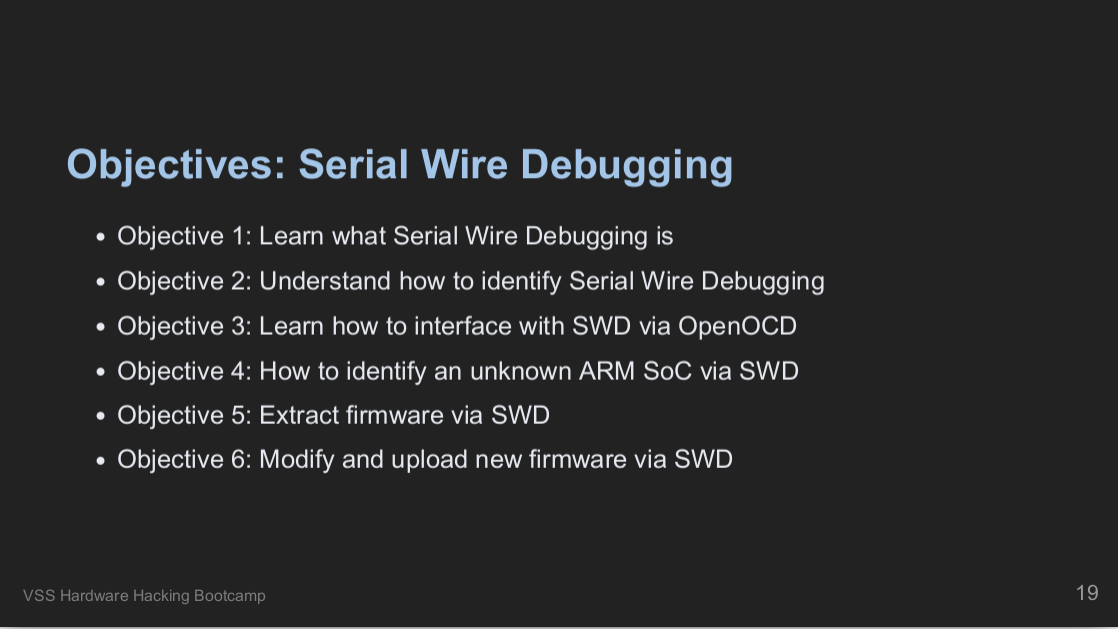 Objectives: Serial Wire Debugging
• Objective 1: Learn what Serial Wire Debugging is
• Objective 2: Understand how to identify Serial Wire Debugging
• Objective 3: Learn how to interface with SWD via OpenOCD
• Objective 4: How to identify an unknown ARM SoC via SWD
• Objective 5: Extract firmware via SWD
• Objective 6: Modify and upload new firmware via SWD
VSS Hardware Hacking Bootcamp
19